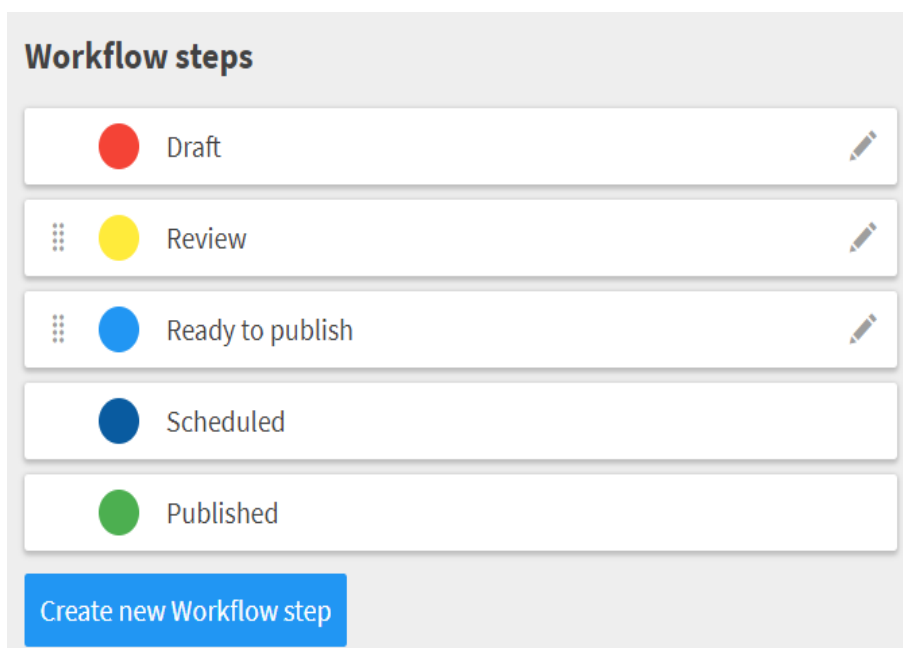 Workflow steps
Draft
Review
Ready to publish
Scheduled
Published
Create new Workflow step